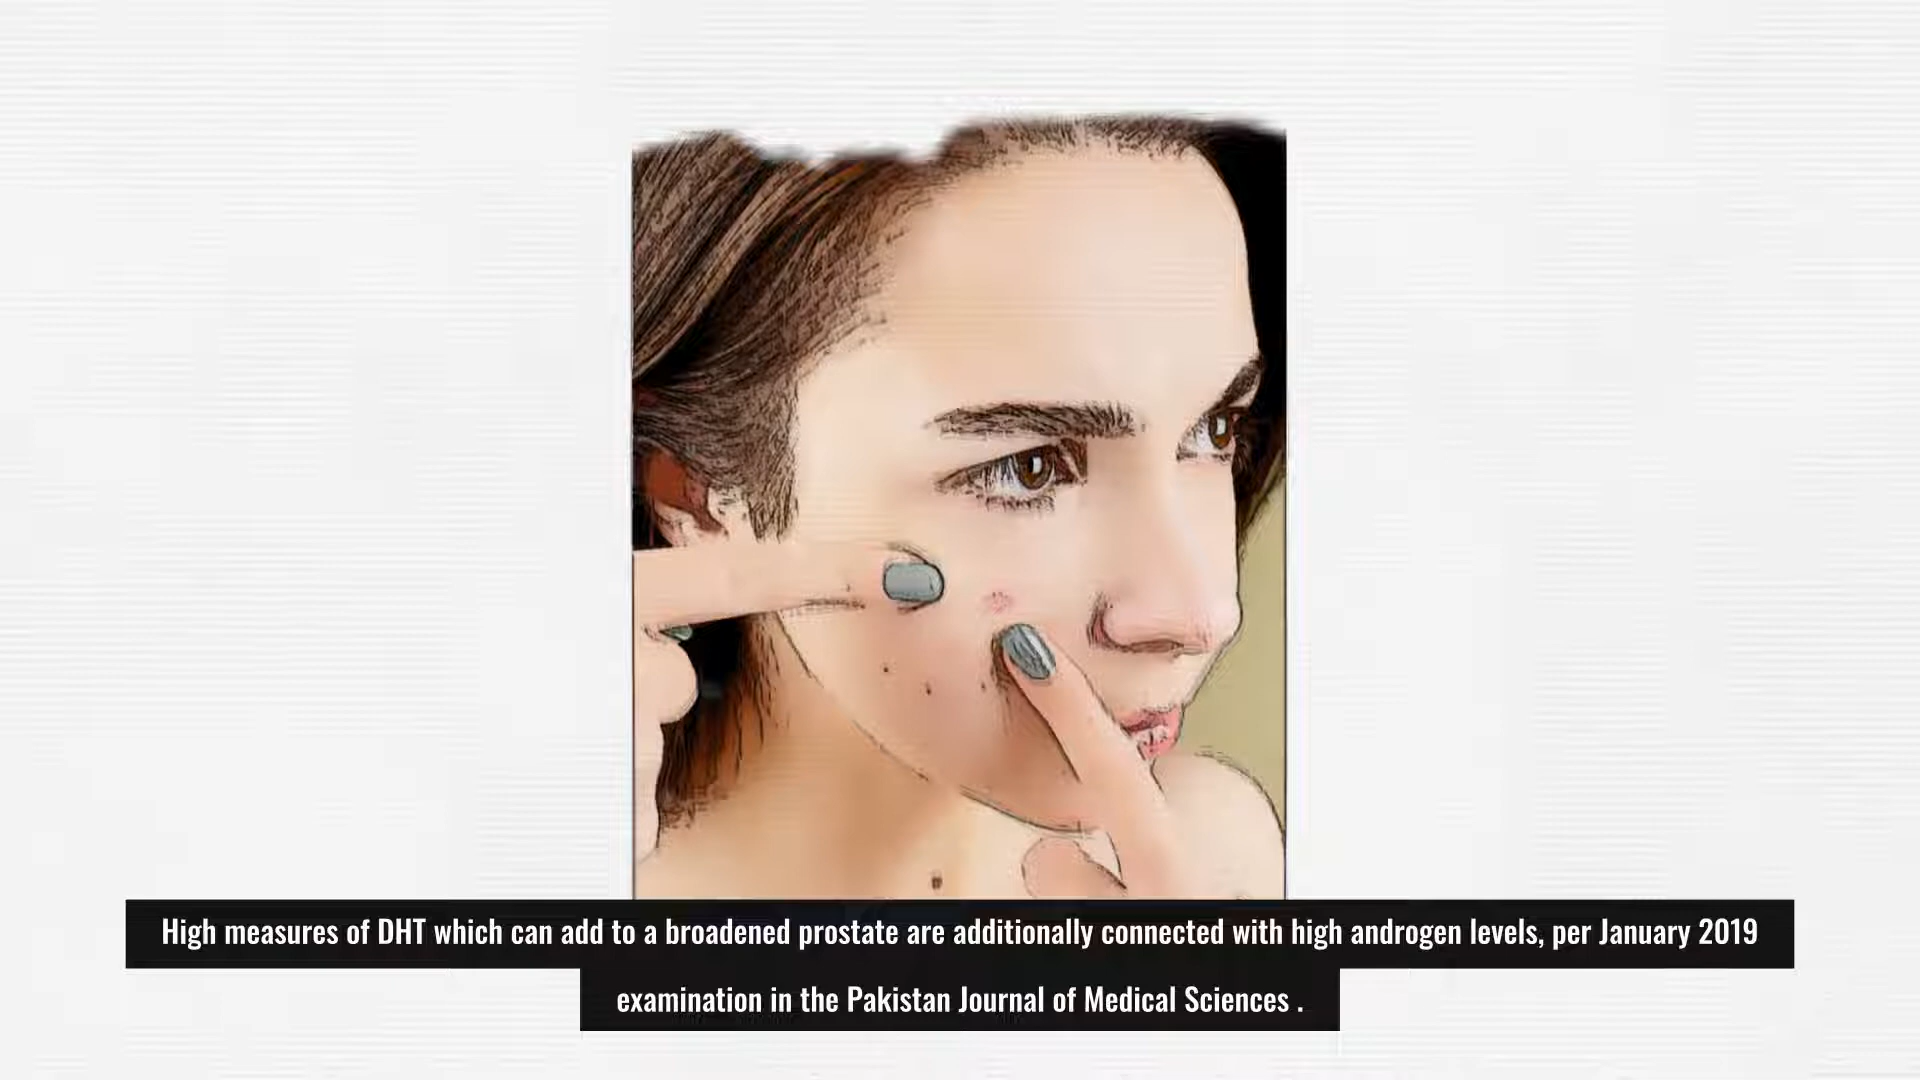 High measures of DHT which can add to a broadened prostate are additionally connected with high androgen levels, per January 2019
examination in the Pakistan Journal of Medical Sciences .